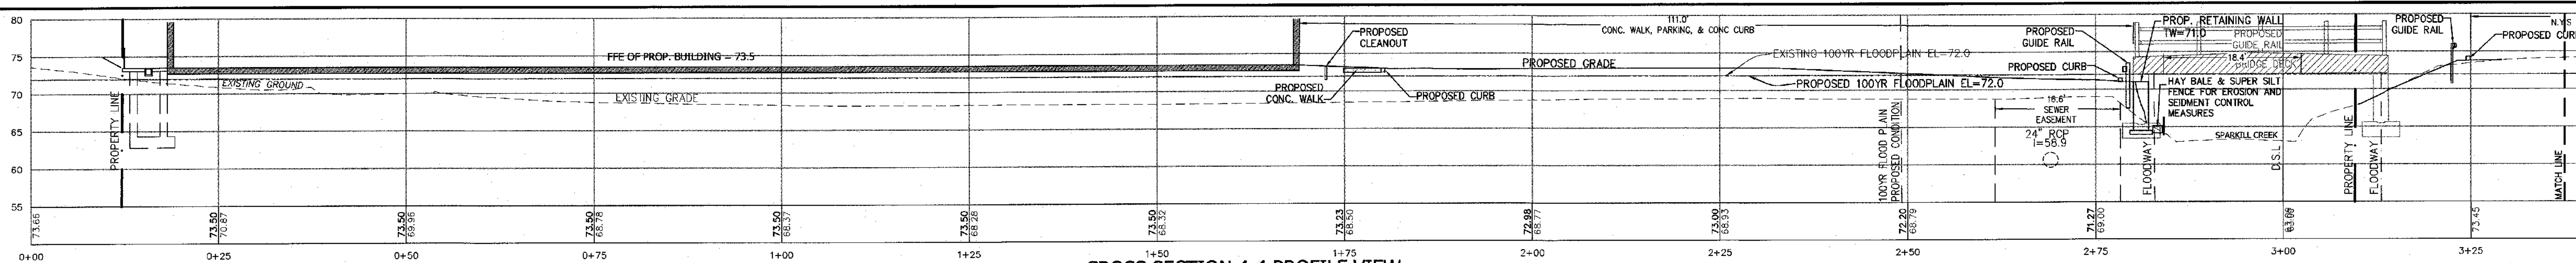 80
75
70
65
60
55
PROPERTY LINE
EXISTING GROUND
FFE OF PROP. BUILDING = 73.5
EXISTING GRADE
111.0'
CONC. WALK, PARKING, & CONC CURB
PROPOSED
CLEANOUT
PROPOSED
CONC. WALK
PROPOSED CURB
PROPOSED GRADE
EXISTING 100YR FLOODPLAIN EL=72.0
PROPOSED 100YR FLOODPLAIN EL=72.0
100YR FLOOD PLAIN
PROPOSED CONDITION
16.6'
SEWER
EASEMENT
24" RCP
I=58.9
PROPOSED
GUIDE RAIL
PROPOSED CURB
PROP. RETAINING WALL
TW=71.0
PROPOSED
GUIDE RAIL
18.4'
BRIDGE DECK
HAY BALE & SUPER SILT
FENCE FOR EROSION AND
SEIDMENT CONTROL
MEASURES
SPARKILL CREEK
FLOODWAY
D.S.L
PROPERTY LINE
FLOODWAY
PROPOSED
GUIDE RAIL
N.Y.S
PROPOSED CURB
MATCH LINE
73.66
73.50
70.87
73.50
69.96
73.50
68.78
73.50
68.37
73.50
68.28
73.50
68.32
73.23
68.50
72.98
68.77
73.00
68.93
72.20
68.79
71.27
69.00
73.45
0+00
0+25
0+50
0+75
1+00
1+25
1+50
1+75
2+00
2+25
2+50
2+75
3+00
3+25